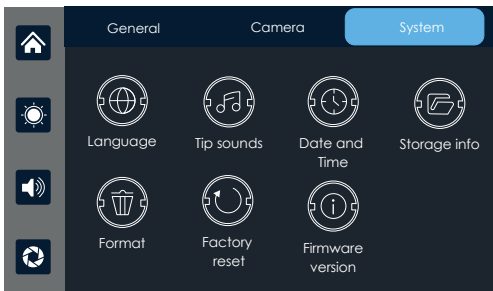 General
Camera
System
Language
Tip sounds
Date and
Time
Storage info
Format
Factory
reset
Firmware
version